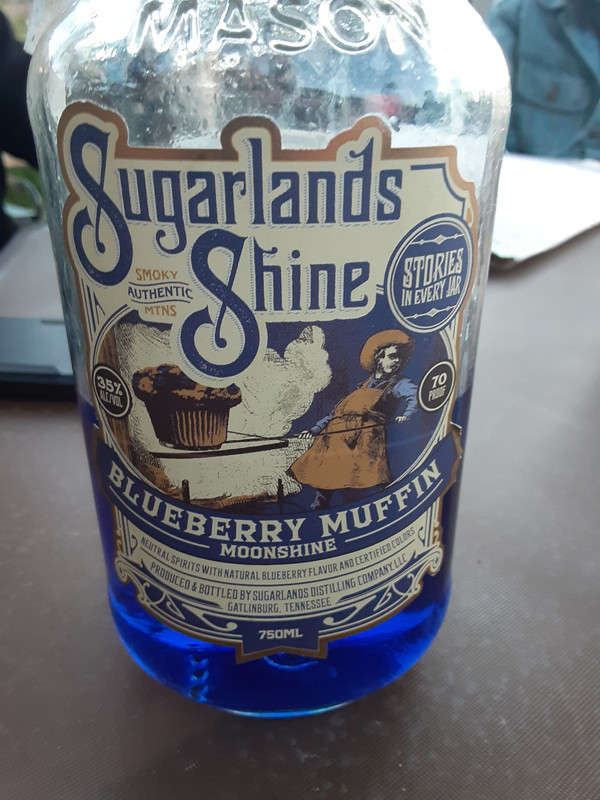 MASON
Sugarlands
Shine
SMOKY
AUTHENTIC
MTNS
STORIES
IN EVERY JAR
35%
ALC/VOL
70
PROOF
BLUEBERRY MUFFIN
MOONSHINE
NEUTRAL SPIRITS WITH NATURAL BLUEBERRY FLAVOR AND CERTIFIED COLORS
PRODUCED & BOTTLED BY SUGARLANDS DISTILLING COMPANY, LLC
GATLINBURG, TENNESSEE
750ML